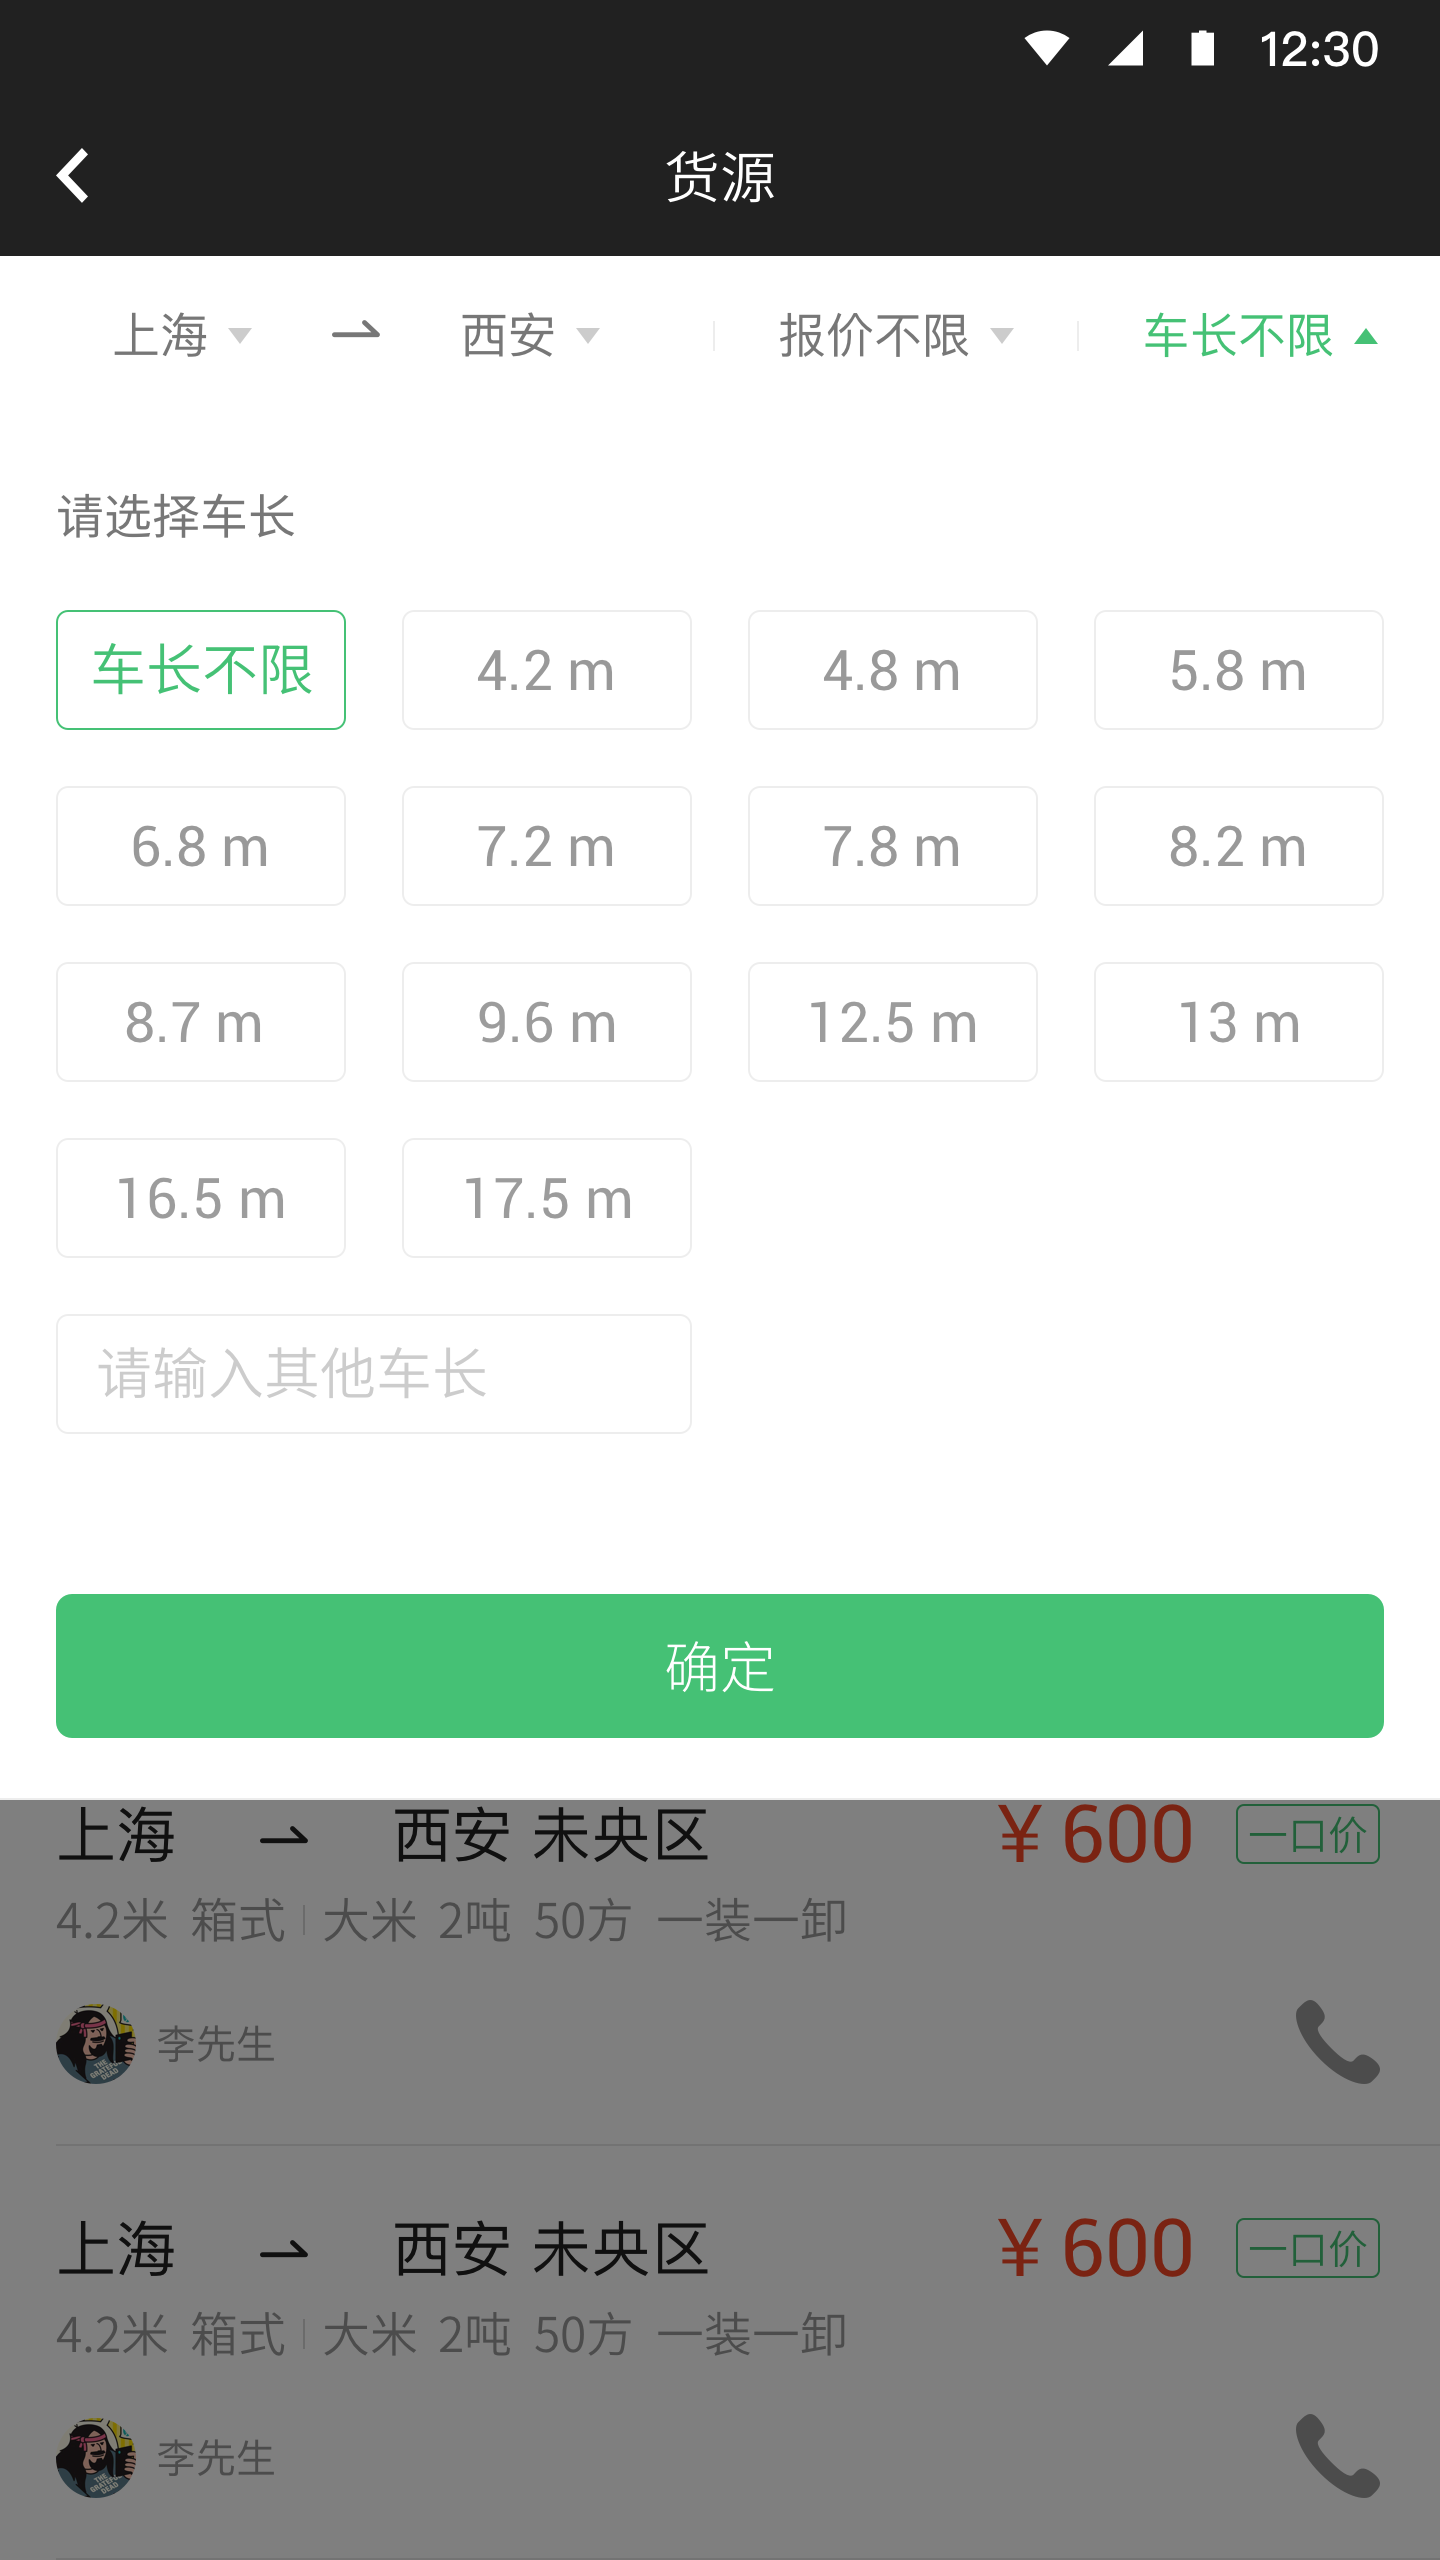 12:30
货源
上海 西安 报价不限 车长不限
请选择车长
车长不限 4.2 m 4.8 m 5.8 m
6.8 m 7.2 m 7.8 m 8.2 m
8.7 m 9.6 m 12.5 m 13 m
16.5 m 17.5 m
请输入其他车长
确定
上海 西安 未央区 ¥ 600 一口价
4.2米 箱式 大米 2吨 50方 一装一卸
THE
GRATEFUL
DEAD
李先生
上海 西安 未央区 ¥ 600 一口价
4.2米 箱式 大米 2吨 50方 一装一卸
THE
GRATEFUL
DEAD
李先生